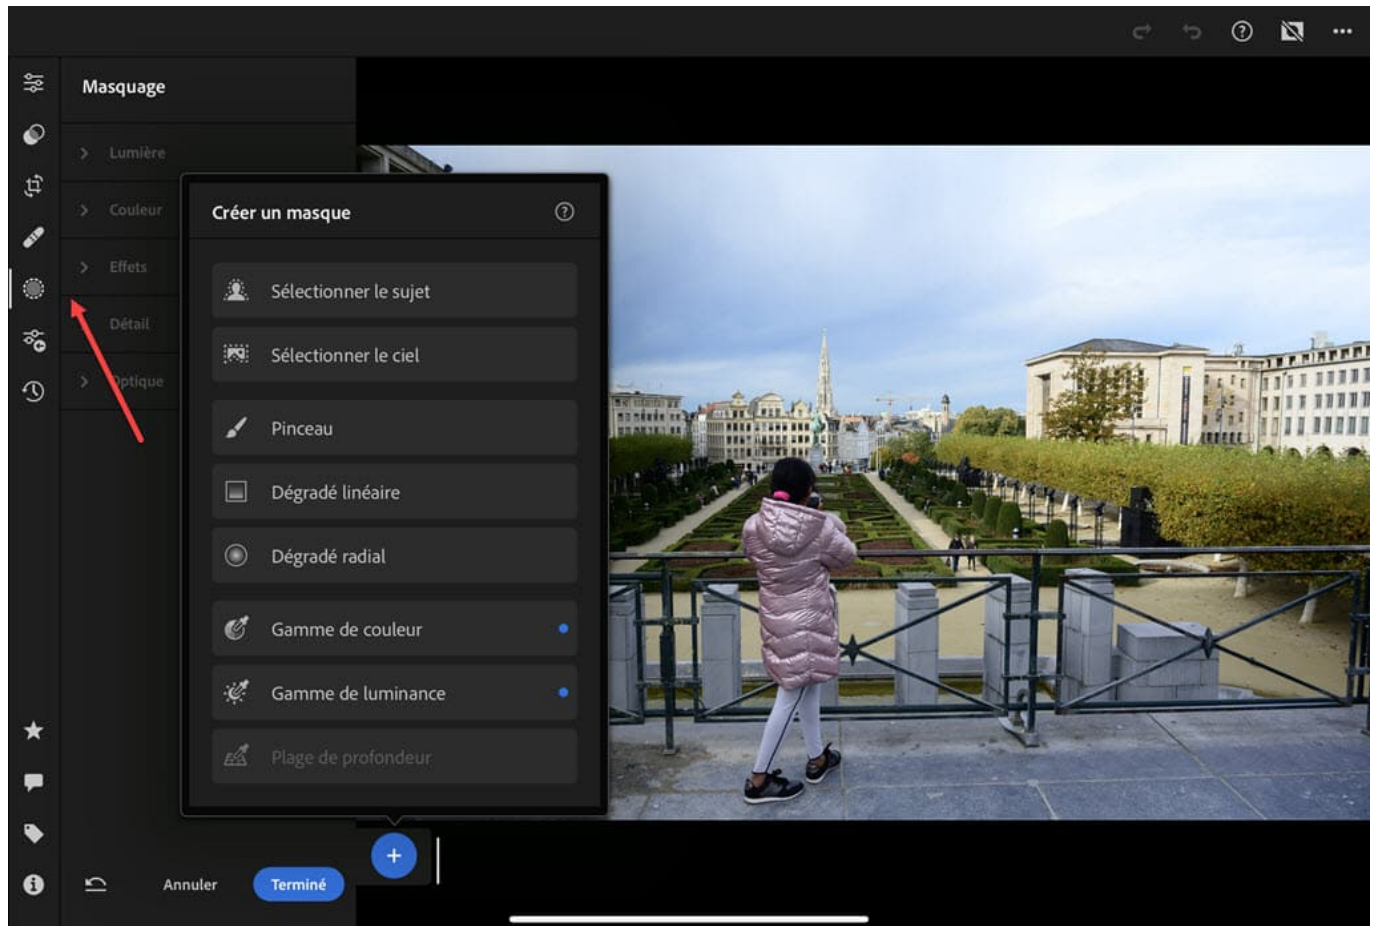 Masquage
Lumière
Couleur
Effets
Détail
Optique
Créer un masque
Sélectionner le sujet
Sélectionner le ciel
Pinceau
Dégradé linéaire
Dégradé radial
Gamme de couleur
Gamme de luminance
Plage de profondeur
Annuler
Terminé